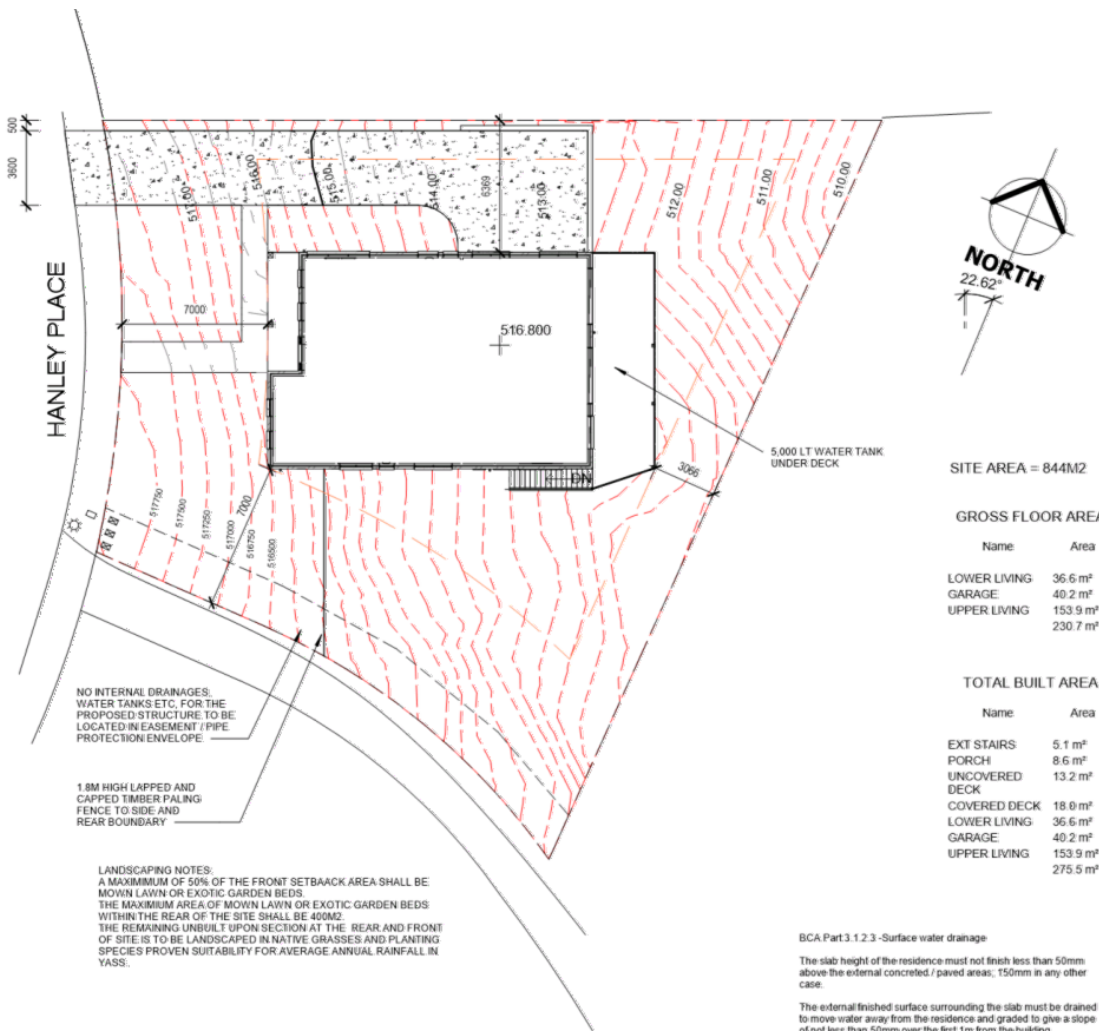 500
3600
517.00
516.00
515.00
514.00
6369
513.00
512.00
511.00
510.00
NORTH
22.62°
HANLEY PLACE
7000
516.800
5,000 LT WATER TANK
UNDER DECK
DN
3066
517750
517500
517250
517000
516750
516500
7000
SITE AREA = 844M2
GROSS FLOOR AREA
Name Area
LOWER LIVING 36.6 m²
GARAGE 40.2 m²
UPPER LIVING 153.9 m²
230.7 m²
TOTAL BUILT AREA
Name Area
EXT STAIRS 5.1 m²
PORCH 8.6 m²
UNCOVERED 13.2 m²
DECK
COVERED DECK 18.0 m²
LOWER LIVING 36.6 m²
GARAGE 40.2 m²
UPPER LIVING 153.9 m²
275.5 m²
NO INTERNAL DRAINAGES,
WATER TANKS ETC, FOR THE
PROPOSED STRUCTURE TO BE
LOCATED IN EASEMENT / PIPE
PROTECTION ENVELOPE
1.8M HIGH LAPPED AND
CAPPED TIMBER PALING
FENCE TO SIDE AND
REAR BOUNDARY
LANDSCAPING NOTES:
A MAXIMIMUM OF 50% OF THE FRONT SETBAACK AREA SHALL BE
MOWN LAWN OR EXOTIC GARDEN BEDS.
THE MAXIMIUM AREA OF MOWN LAWN OR EXOTIC GARDEN BEDS
WITHIN THE REAR OF THE SITE SHALL BE 400M2.
THE REMAINING UNBUILT UPON SECTION AT THE REAR AND FRONT
OF SITE IS TO BE LANDSCAPED IN NATIVE GRASSES AND PLANTING
SPECIES PROVEN SUITABILITY FOR AVERAGE ANNUAL RAINFALL IN
YASS.
BCA Part 3.1.2.3 -Surface water drainage
The slab height of the residence must not finish less than 50mm
above the external concreted / paved areas; 150mm in any other
case.
The external finished surface surrounding the slab must be drained
to move water away from the residence and graded to give a slope
of not less than 50mm over the first 1m from the building